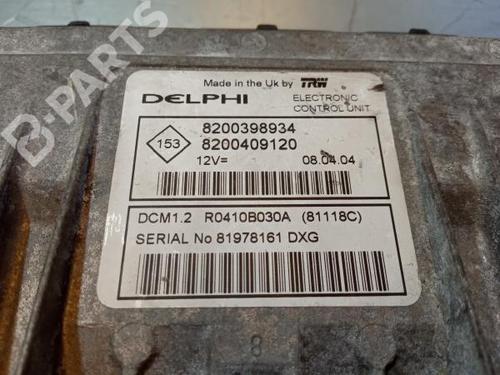 B-PARTS
Made in the Uk by TRW
DELPHI
ELECTRONIC
CONTROL UNIT
153
8200398934
8200409120
12V=
08.04.04
DCM1.2 R0410B030A (81118C)
SERIAL No 81978161 DXG
8